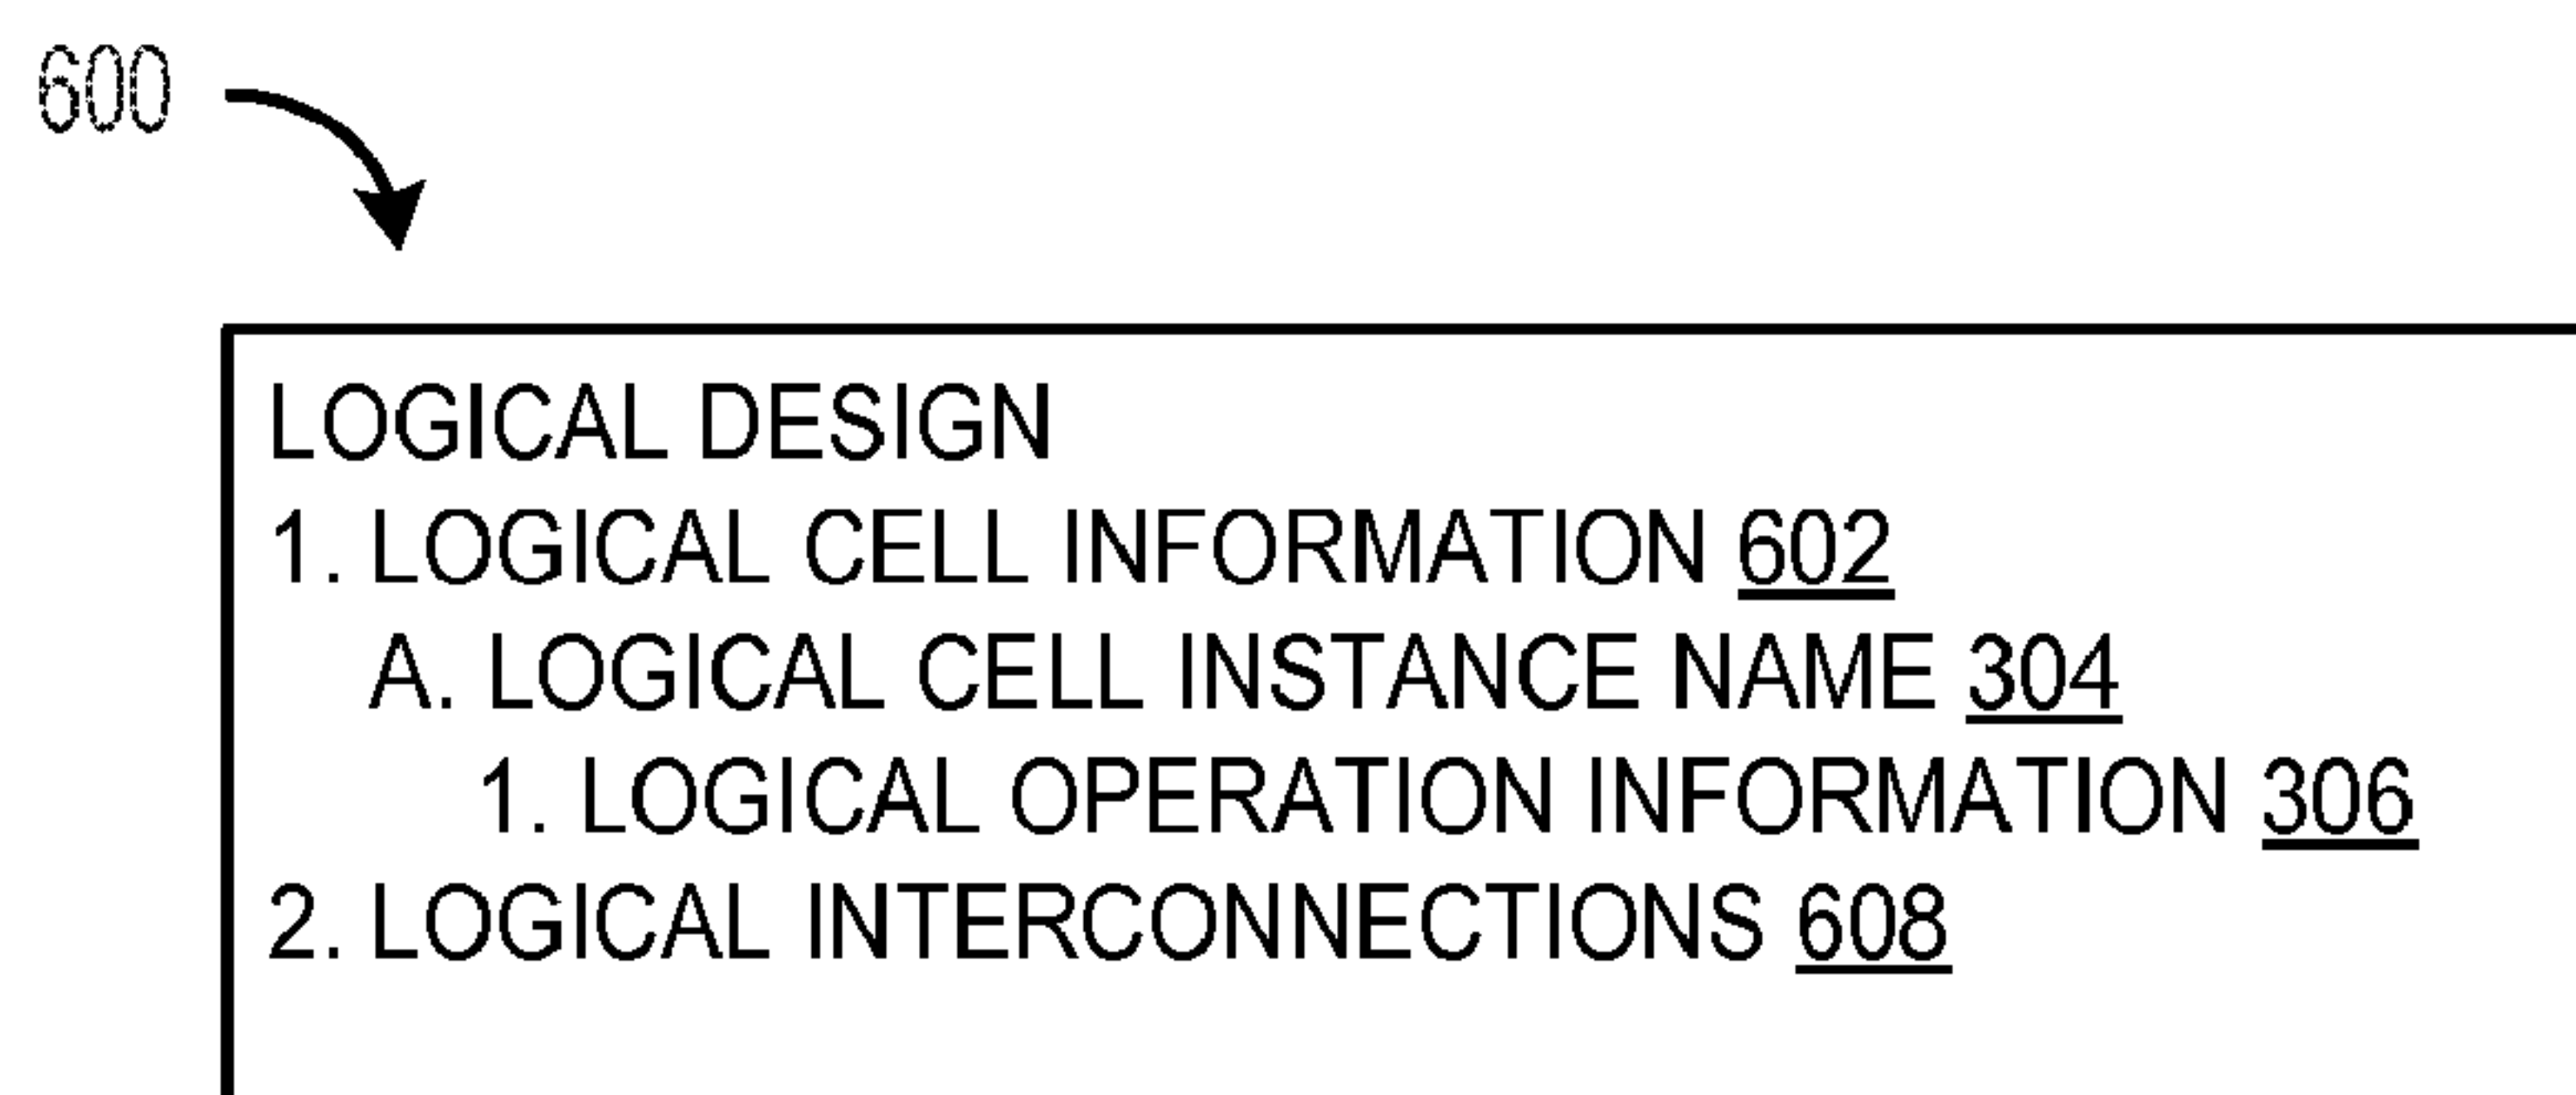 600
LOGICAL DESIGN
1. LOGICAL CELL INFORMATION 602
A. LOGICAL CELL INSTANCE NAME 304
1. LOGICAL OPERATION INFORMATION 306
2. LOGICAL INTERCONNECTIONS 608